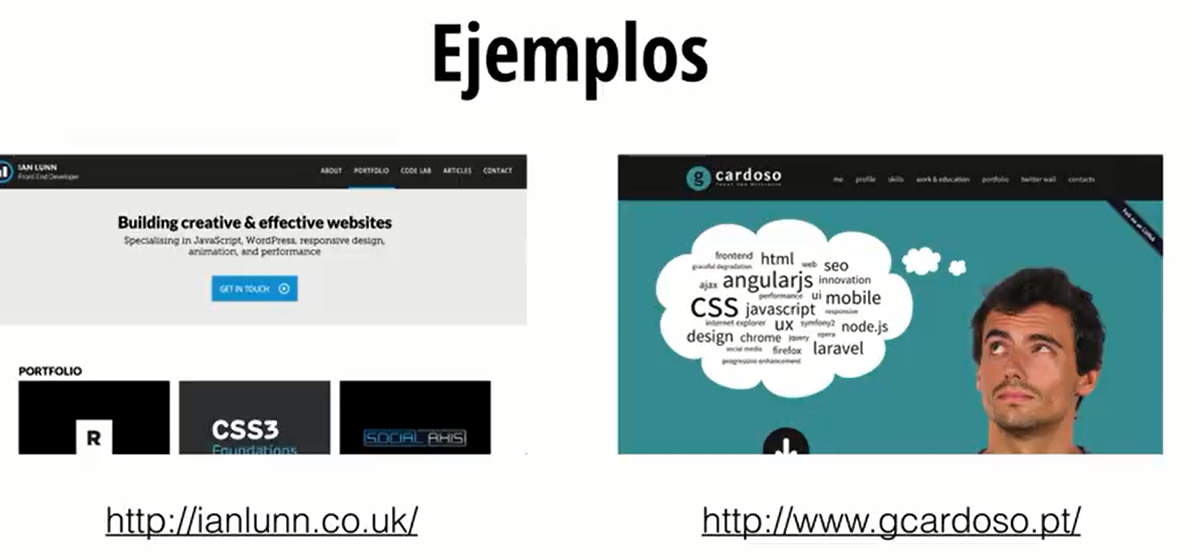 Ejemplos
IAN LUNN
Front End Developer
ABOUT PORTFOLIO CODE LAB ARTICLES CONTACT
Building creative & effective websites
Specialising in JavaScript, WordPress, responsive design,
animation, and performance
GET IN TOUCH
PORTFOLIO
R
CSS3
Foundations
SOCIAL AXIS
http://ianlunn.co.uk/
g cardoso
me profile skills work & education portfolio twitter wall contacts
frontend html web seo
graceful degradation
ajax angularjs innovation
performance ui mobile
CSS javascript responsive
internet explorer ux symfony2 node.js
design chrome jquery opera
social media firefox laravel
progressive enhancement
http://www.gcardoso.pt/